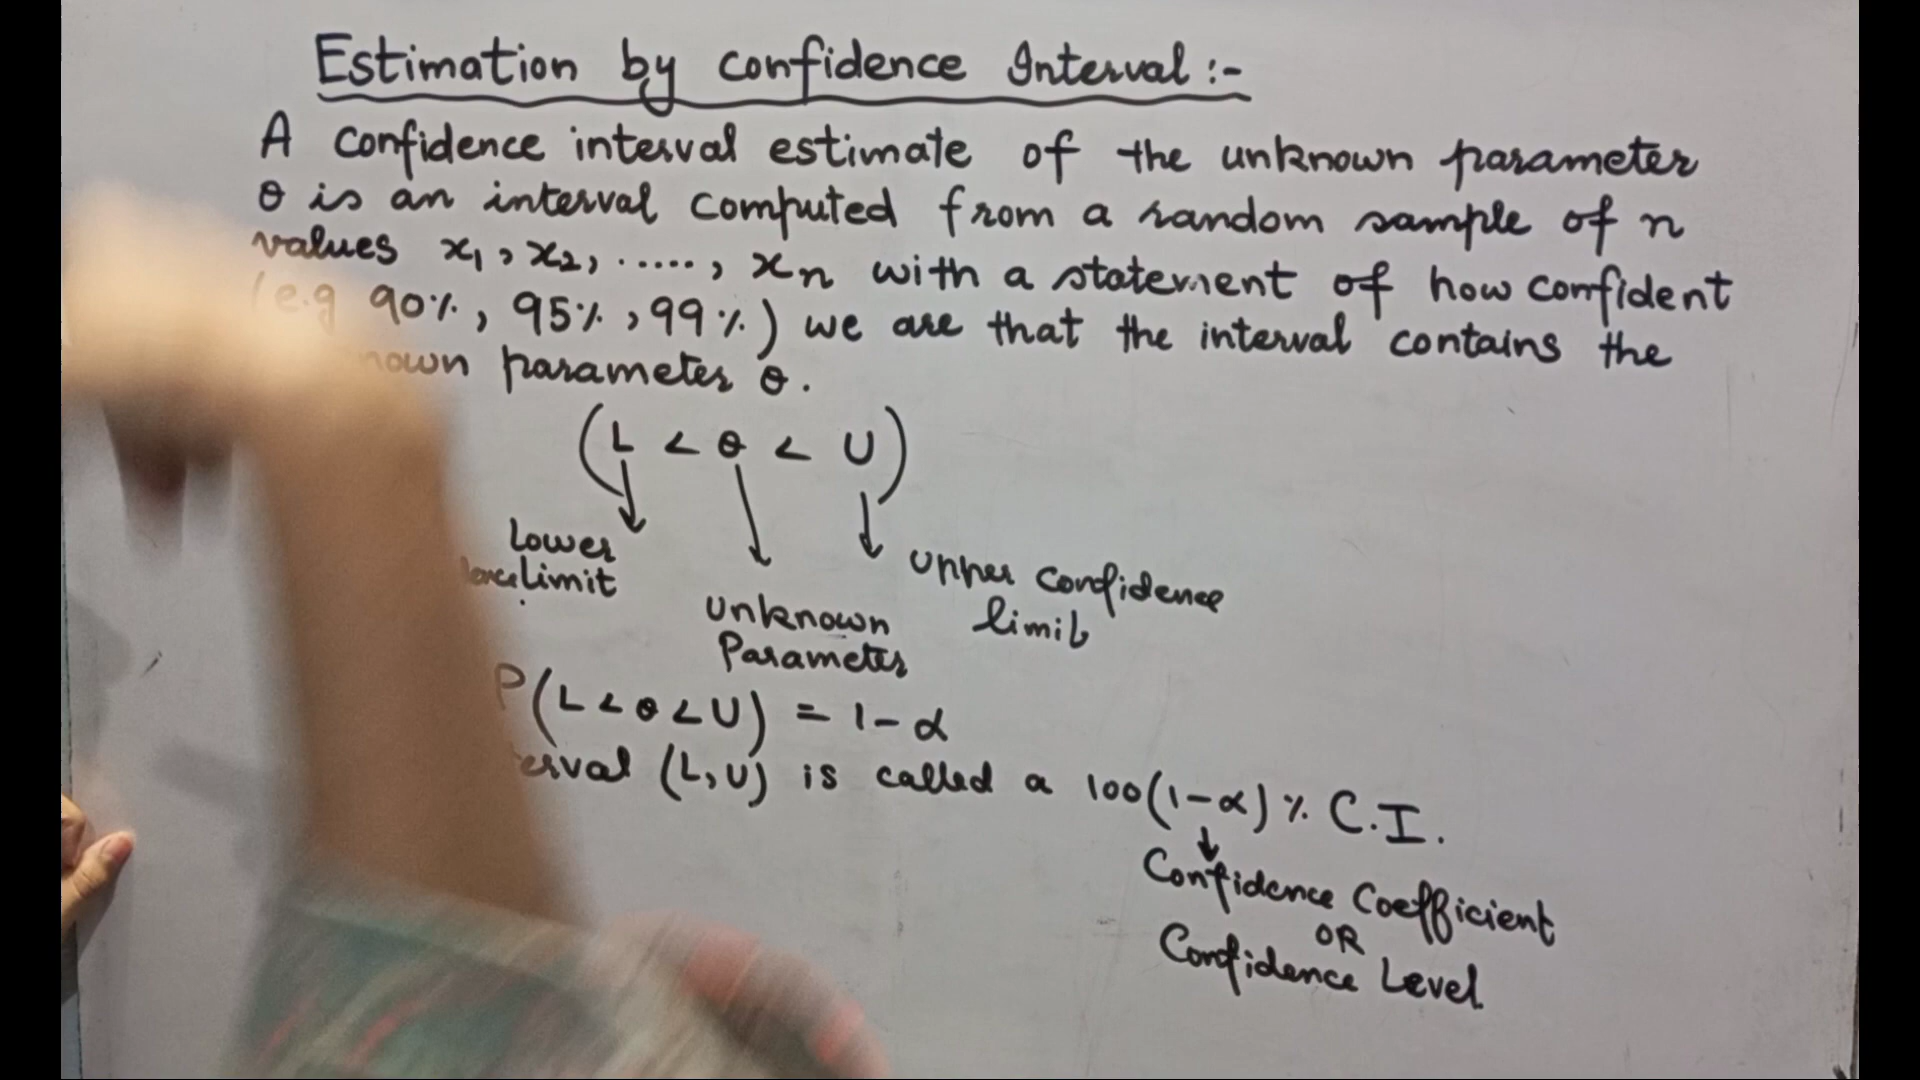 Estimation by confidence Interval :-
A confidence interval estimate of the unknown parameter
θ is an interval computed from a random sample of n
values x₁, x₂, ....., xn with a statement of how confident
(e.g 90%, 95%, 99%) we are that the interval contains the
parameter θ.
(L < θ < U)
Lower
Limit
Unknown
Parameter
Upper confidence
limit
P(L < θ < U) = 1 - α
(L, U) is called a 100(1-α)% C.I.
Confidence Coefficient
OR
Confidence Level